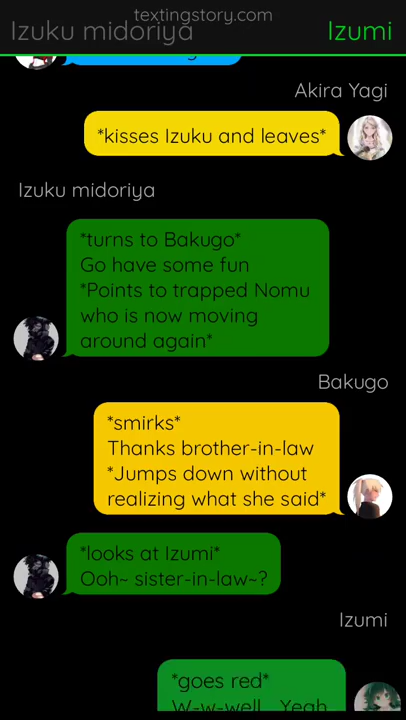 textingstory.com
Izuku midoriya
Izumi
Akira Yagi
*kisses Izuku and leaves*
Izuku midoriya
*turns to Bakugo*
Go have some fun
*Points to trapped Nomu
who is now moving
around again*
Bakugo
*smirks*
Thanks brother-in-law
*Jumps down without
realizing what she said*
*looks at Izumi*
Ooh~ sister-in-law~?
Izumi
*goes red*
W-w-well.. Yeah